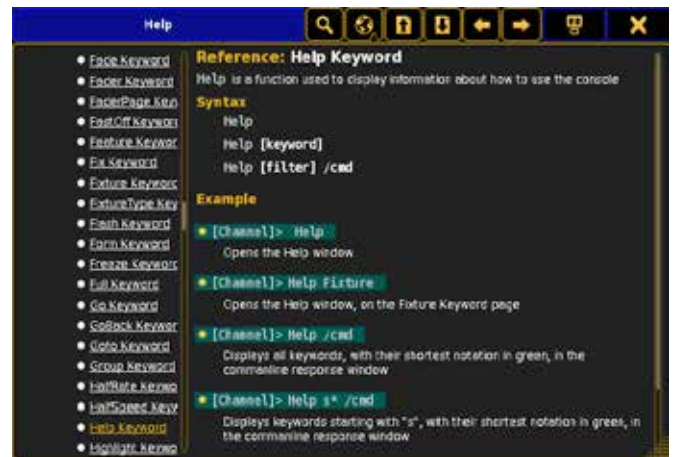 Help
Fade Keyword
Fader Keyword
FaderPage Key
FastOff Keyword
Feature Keywor
Fix Keyword
Fixture Keyword
FixtureType Key
Flash Keyword
Form Keyword
Freeze Keyword
Full Keyword
Go Keyword
GoBack Keywor
Goto Keyword
Group Keyword
HalfRate Keywo
HalfSpeed Keyw
Help Keyword
Highlight Keywo
Reference: Help Keyword
Help is a function used to display information about how to use the console
Syntax
Help
Help [keyword]
Help [filter] /cmd
Example
[Channel]> Help
Opens the Help window
[Channel]> Help Fixture
Opens the Help window, on the Fixture Keyword page
[Channel]> Help /cmd
Displays all keywords, with their shortest notation in green, in the
commanline response window
[Channel]> Help s* /cmd
Displays keywords starting with "s", with their shortest notation in green, in
the commanline response window